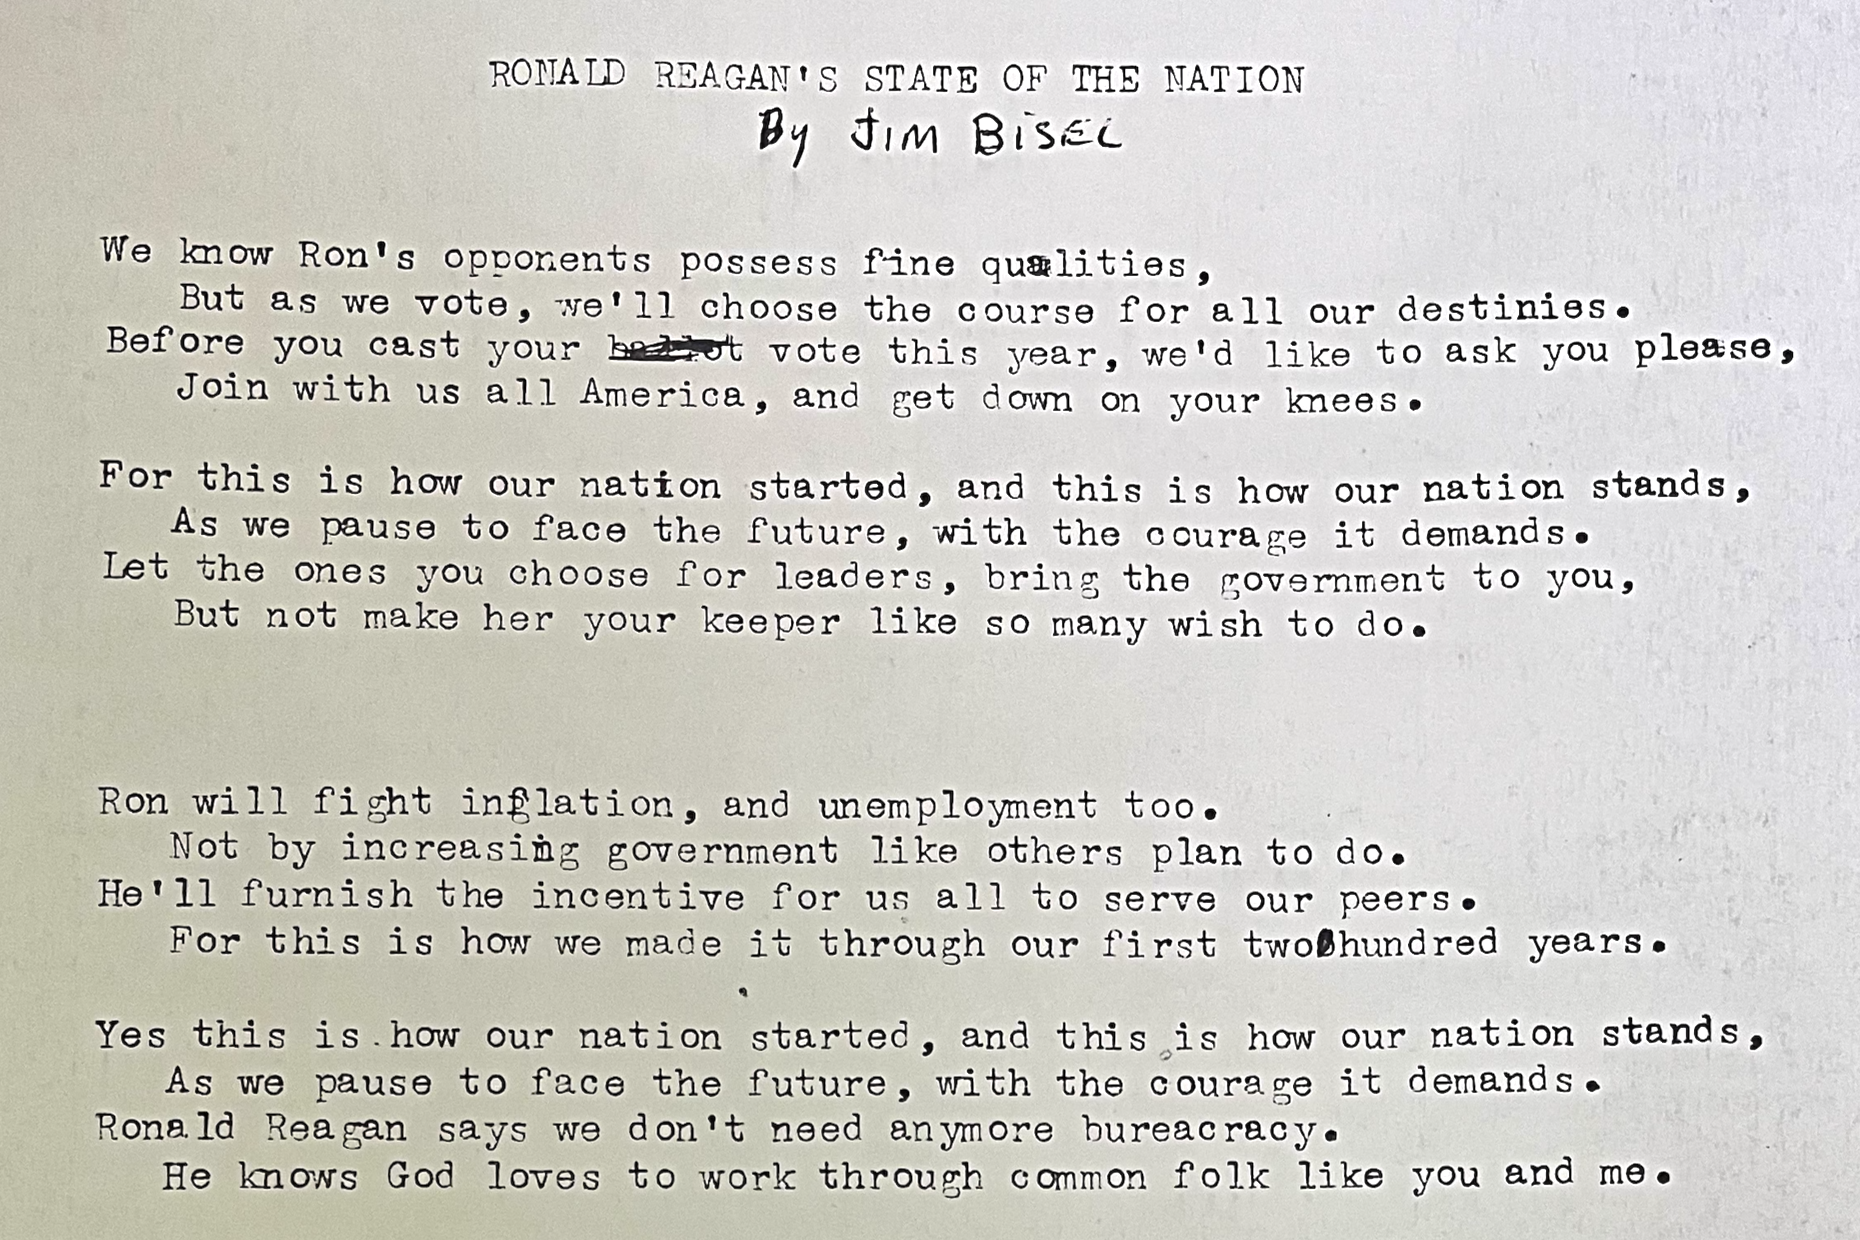 RONALD REAGAN'S STATE OF THE NATION
By JIM BISEL
We know Ron's opponents possess fine qualities,
But as we vote, we'll choose the course for all our destinies.
Before you cast your vote this year, we'd like to ask you please,
Join with us all America, and get down on your knees.
For this is how our nation started, and this is how our nation stands,
As we pause to face the future, with the courage it demands.
Let the ones you choose for leaders, bring the government to you,
But not make her your keeper like so many wish to do.
Ron will fight inflation, and unemployment too.
Not by increasing government like others plan to do.
He'll furnish the incentive for us all to serve our peers.
For this is how we made it through our first two hundred years.
Yes this is how our nation started, and this is how our nation stands,
As we pause to face the future, with the courage it demands.
Ronald Reagan says we don't need anymore bureacracy.
He knows God loves to work through common folk like you and me.